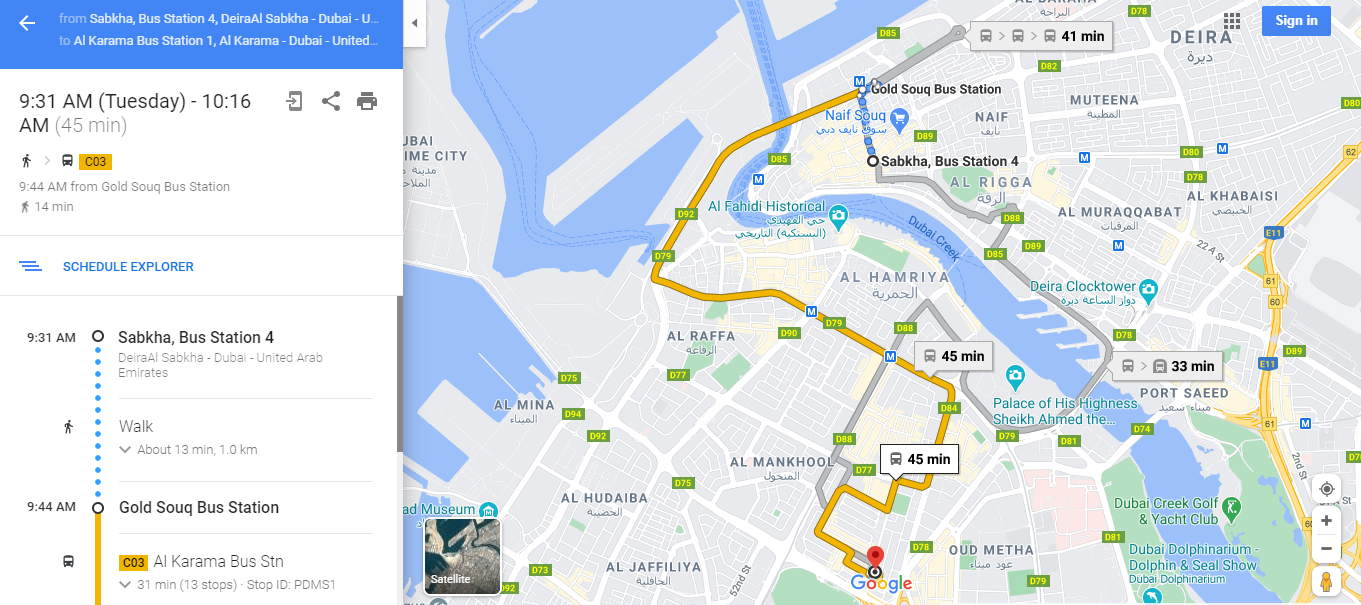 from Sabkha, Bus Station 4, DeiraAl Sabkha - Dubai - U...
to Al Karama Bus Station 1, Al Karama - Dubai - United...
9:31 AM (Tuesday) - 10:16
AM (45 min)
C03
9:44 AM from Gold Souq Bus Station
14 min
SCHEDULE EXPLORER
9:31 AM
Sabkha, Bus Station 4
DeiraAl Sabkha - Dubai - United Arab
Emirates
Walk
About 13 min, 1.0 km
9:44 AM
Gold Souq Bus Station
C03 Al Karama Bus Stn
31 min (13 stops) · Stop ID: PDMS1
Sign in
البراحة
D78
D85
41 min
DEIRA
ديرة
D82
M
Gold Souq Bus Station
MUTEENA
المطينة
D80
Naif Souq
سوق نايف دبي
NAIF
نايف
D89
62
D85
Sabkha, Bus Station 4
M
D80
M
D78
M
AL RIGGA
الرقه
AL KHABAISI
الخبيصي
UBAI
IME CITY
مدينة
الملاح
D92
Al Fahidi Historical
حي الفهيدي
(البستكية) التاريخي
D88
AL MURAQQABAT
المرقبات
Dubai Creek
E11
22 A St
D79
D85
D89
M
AL HAMRIYA
الحمرية
61
60
Deira Clocktower
دوار الساعة ديرة
M
D79
D90
D88
AL RAFFA
الرفاعة
D78
M
45 min
D89
E11
33 min
D77
D75
PORT SAEED
ميناء سعيد
AL MINA
الميناء
D94
D84
Palace of His Highness
Sheikh Ahmed the...
61
M
D74
D92
D88
D79
D81
45 min
D77
AL MANKHOOL
المنخول
D75
2nd St
AL HUDAIBA
الحضيبة
ad Museum
Dubai Creek Golf
& Yacht Club
D81
D78
OUD METHA
عود ميثاء
Dubai Dolphinarium -
Dolphin & Seal Show
Dubai Dolphinarium
AL JAFFILIYA
الجافلية
D73
52nd St
D79
D92
Satellite
Google